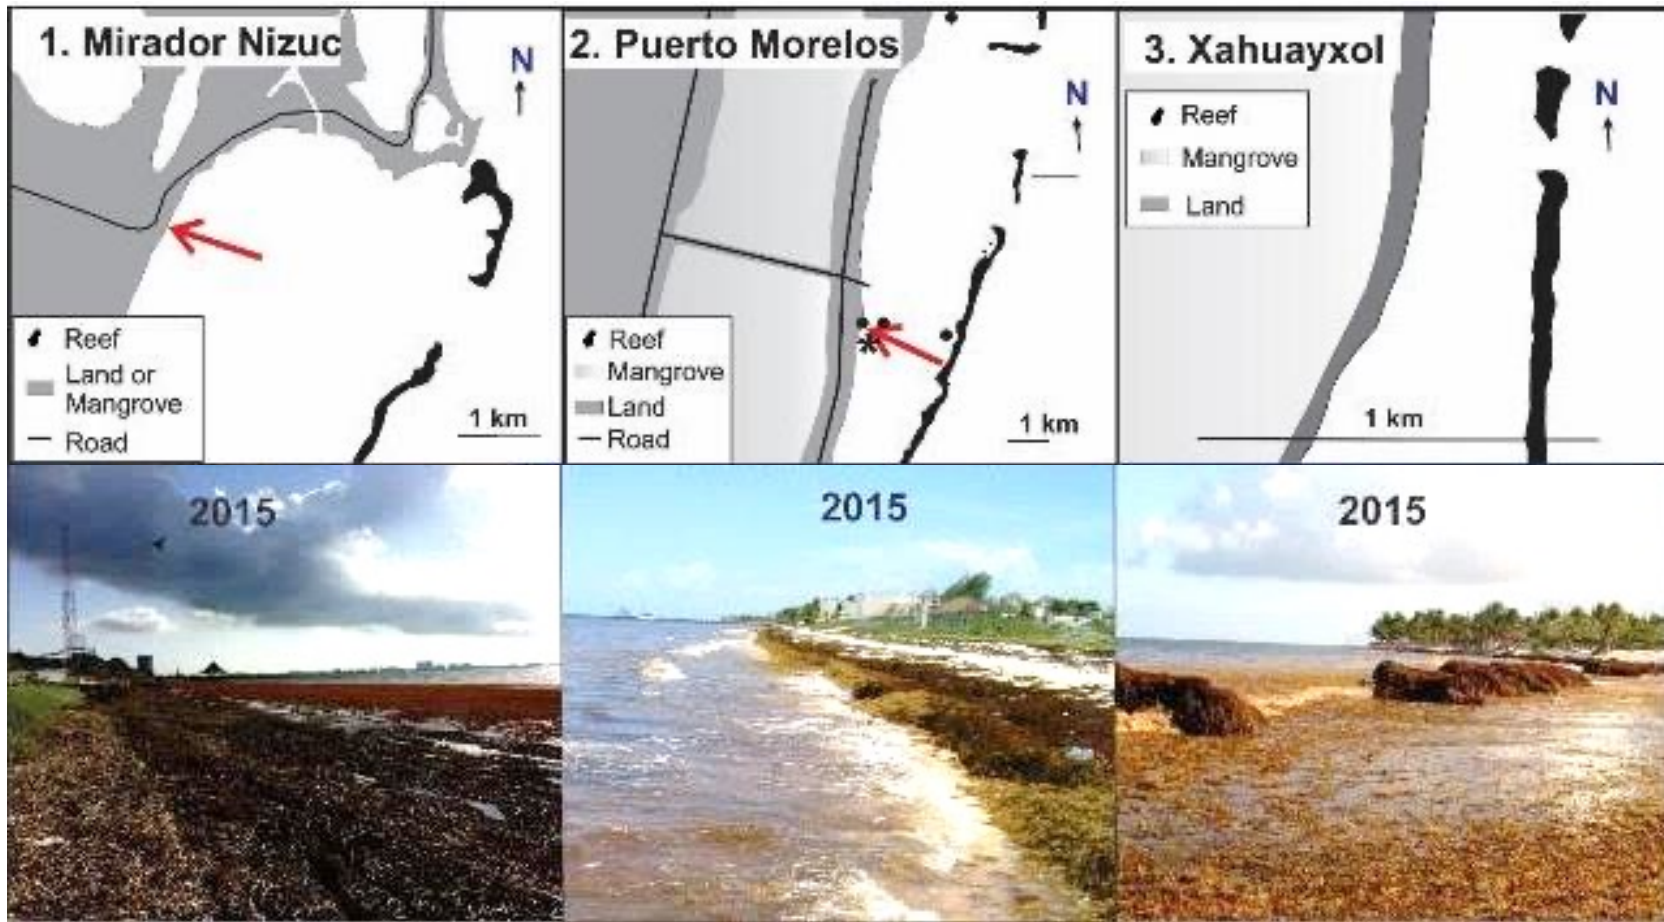 1. Mirador Nizuc
N
Reef
Land or
Mangrove
Road
1 km
2. Puerto Morelos
N
Reef
Mangrove
Land
Road
1 km
*
3. Xahuayxol
Reef
Mangrove
Land
N
1 km
2015
2015
2015